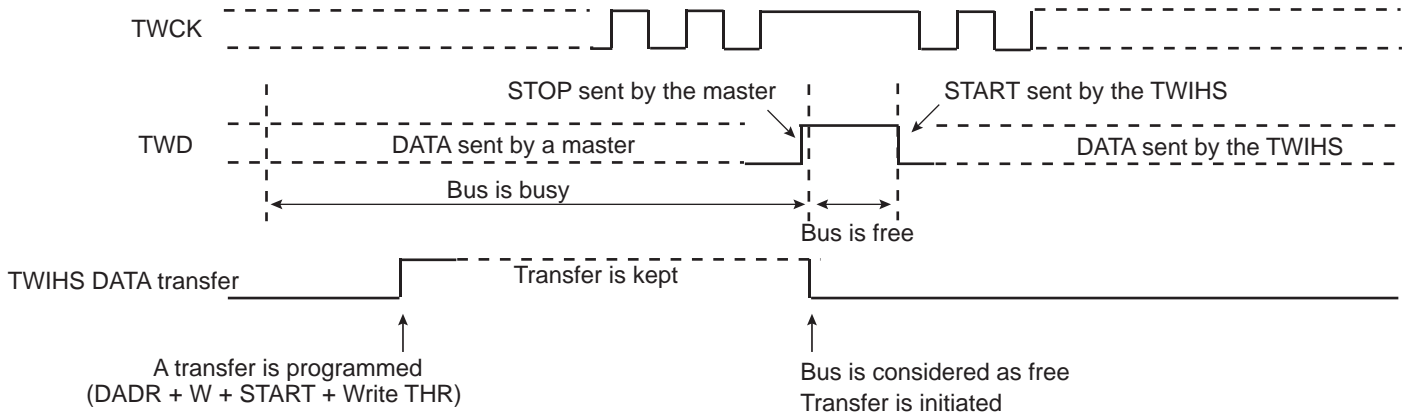 TWCK
STOP sent by the master
START sent by the TWIHS
TWD
DATA sent by a master
DATA sent by the TWIHS
Bus is busy
Bus is free
TWIHS DATA transfer
Transfer is kept
A transfer is programmed
(DADR + W + START + Write THR)
Bus is considered as free
Transfer is initiated